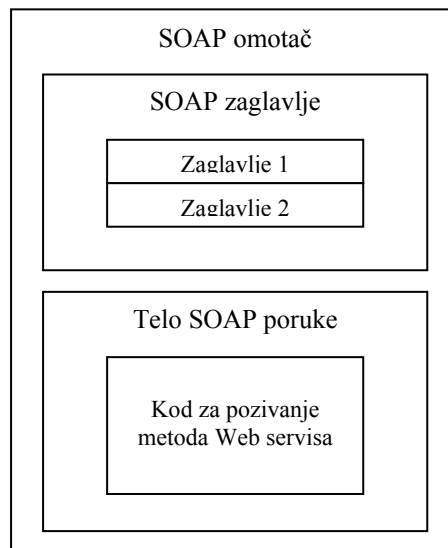 SOAP omotač
SOAP zaglavlje
Zaglavlje 1
Zaglavlje 2
Telo SOAP poruke
Kod za pozivanje
metoda Web servisa